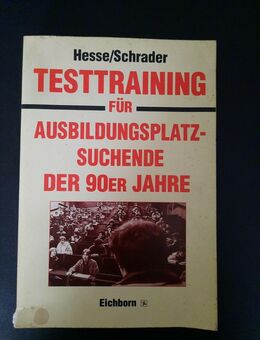 Hesse/Schrader
TESTTRAINING
FÜR
AUSBILDUNGSPLATZ-
SUCHENDE
DER 90ER JAHRE
Eichborn